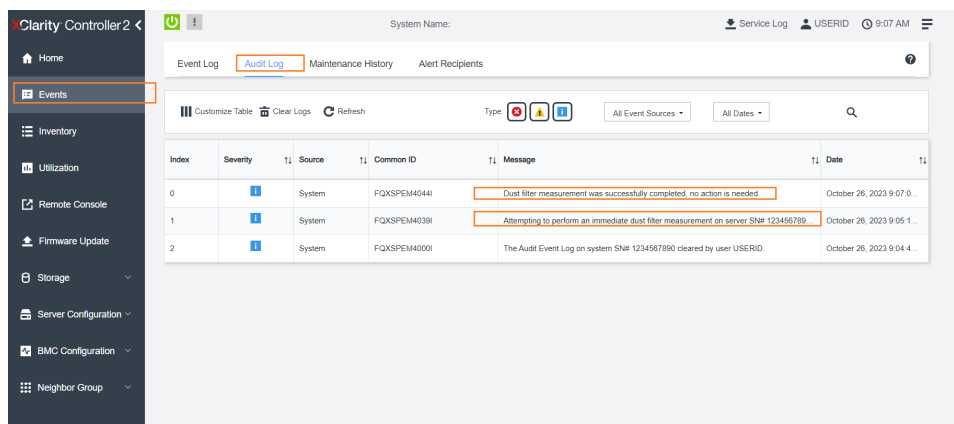 XClarity Controller 2
System Name:
Service Log
USERID
9:07 AM
Home
Events
Inventory
Utilization
Remote Console
Firmware Update
Storage
Server Configuration
BMC Configuration
Neighbor Group
Event Log
Audit Log
Maintenance History
Alert Recipients
Customize Table
Clear Logs
Refresh
Type:
All Event Sources
All Dates
Index Severity Source Common ID Message Date
0 System FQXSPEM4044I Dust filter measurement was successfully completed, no action is needed. October 26, 2023 9:07:0...
1 System FQXSPEM4039I Attempting to perform an immediate dust filter measurement on server SN# 123456789... October 26, 2023 9:05:1...
2 System FQXSPEM4000I The Audit Event Log on system SN# 1234567890 cleared by user USERID. October 26, 2023 9:04:4...